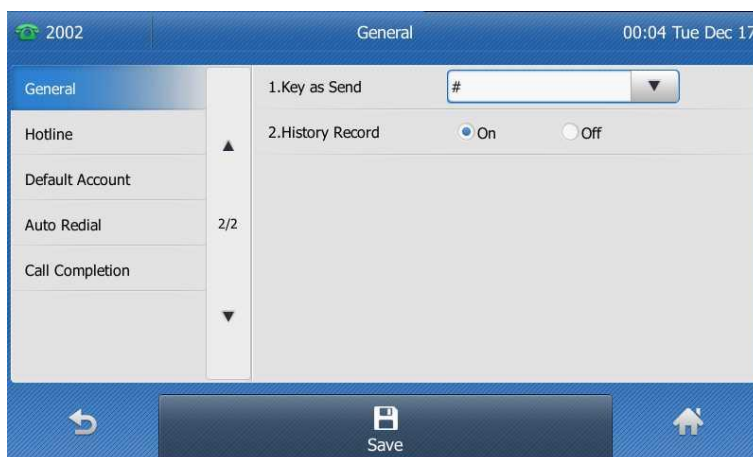 2002 General 00:04 Tue Dec 17
General
Hotline
Default Account
Auto Redial
Call Completion
2/2
1.Key as Send #
2.History Record On Off
Save